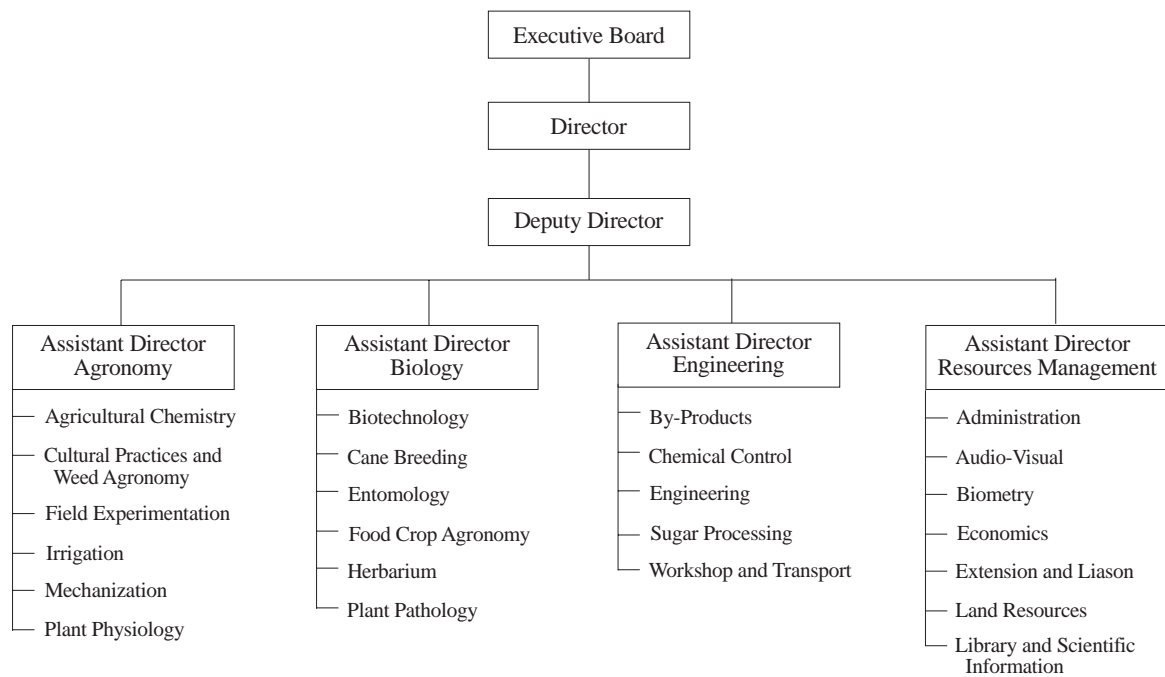 Executive Board
Director
Deputy Director
Assistant Director
Agronomy
Agricultural Chemistry
Cultural Practices and
Weed Agronomy
Field Experimentation
Irrigation
Mechanization
Plant Physiology
Assistant Director
Biology
Biotechnology
Cane Breeding
Entomology
Food Crop Agronomy
Herbarium
Plant Pathology
Assistant Director
Engineering
By-Products
Chemical Control
Engineering
Sugar Processing
Workshop and Transport
Assistant Director
Resources Management
Administration
Audio-Visual
Biometry
Economics
Extension and Liason
Land Resources
Library and Scientific
Information